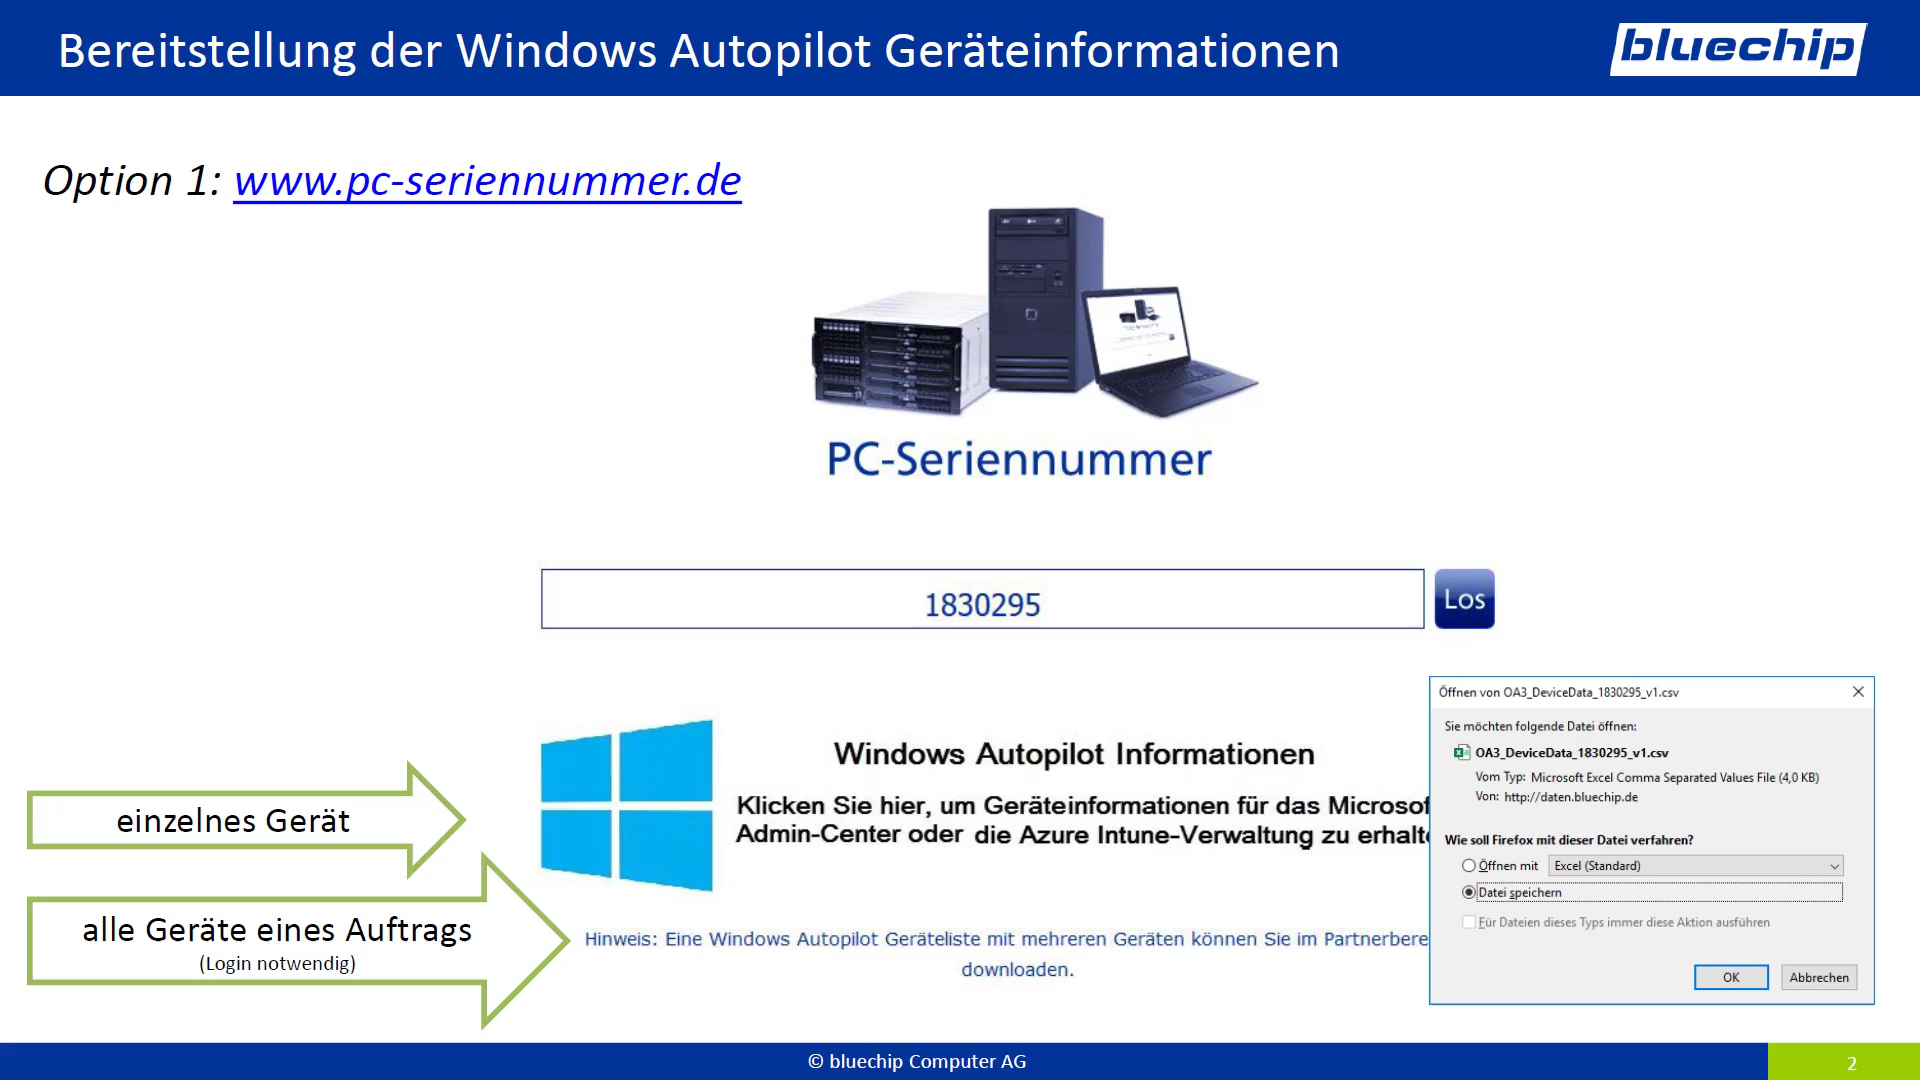 Bereitstellung der Windows Autopilot Geräteinformationen
bluechip
Option 1: www.pc-seriennummer.de
PC-Seriennummer
1830295
Los
Windows Autopilot Informationen
Klicken Sie hier, um Geräteinformationen für das Microsof
Admin-Center oder die Azure Intune-Verwaltung zu erhalt
einzelnes Gerät
alle Geräte eines Auftrags
(Login notwendig)
Hinweis: Eine Windows Autopilot Geräteliste mit mehreren Geräten können Sie im Partnerbere
downloaden.
Öffnen von OA3_DeviceData_1830295_v1.csv
Sie möchten folgende Datei öffnen:
OA3_DeviceData_1830295_v1.csv
Vom Typ: Microsoft Excel Comma Separated Values File (4,0 KB)
Von: http://daten.bluechip.de
Wie soll Firefox mit dieser Datei verfahren?
Öffnen mit Excel (Standard)
Datei speichern
Für Dateien dieses Typs immer diese Aktion ausführen
OK Abbrechen
© bluechip Computer AG
2